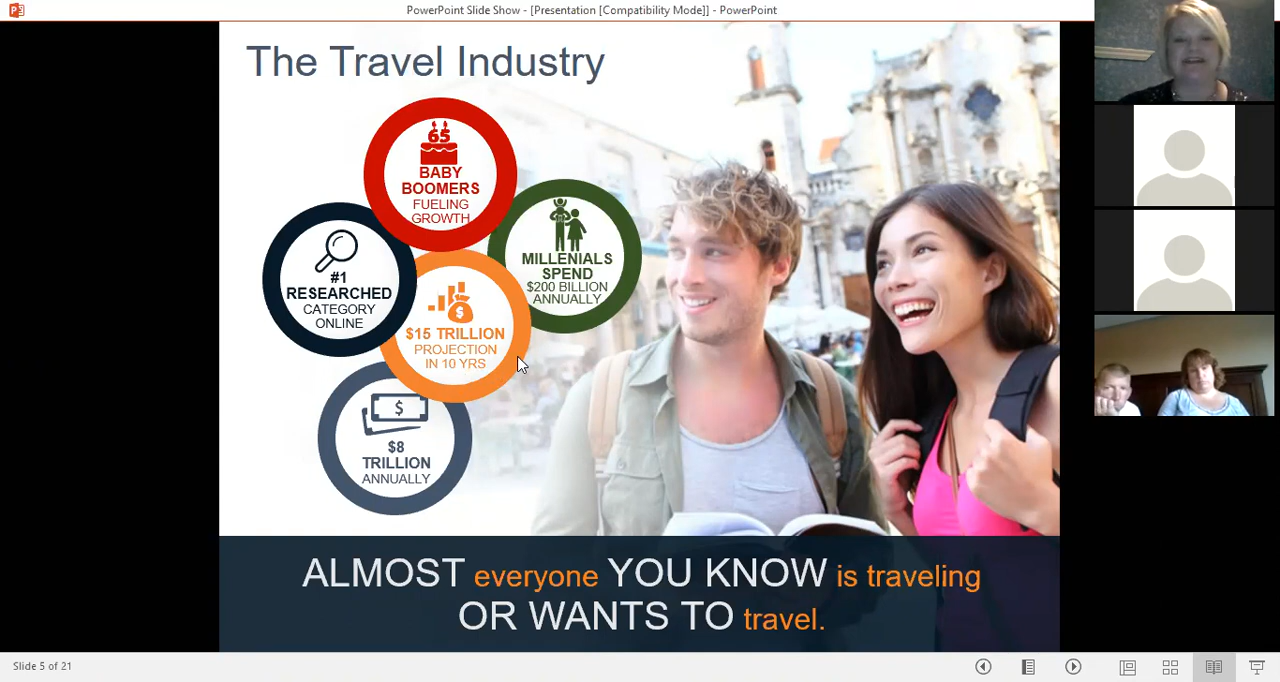 PowerPoint Slide Show - [Presentation [Compatibility Mode]] - PowerPoint
The Travel Industry
65
BABY
BOOMERS
FUELING
GROWTH
MILLENIALS
SPEND
$200 BILLION
ANNUALLY
#1
RESEARCHED
CATEGORY
ONLINE
$
$15 TRILLION
PROJECTION
IN 10 YRS
$
$8
TRILLION
ANNUALLY
ALMOST everyone YOU KNOW is traveling
OR WANTS TO travel.
Slide 5 of 21